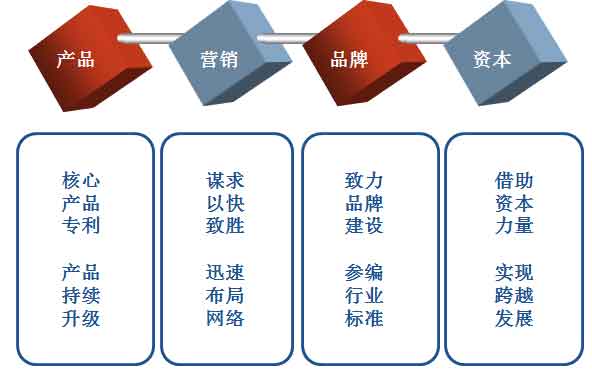 产品
营销
品牌
资本
核心
产品
专利
产品
持续
升级
谋求
以快
致胜
迅速
布局
网络
致力
品牌
建设
参编
行业
标准
借助
资本
力量
实现
跨越
发展